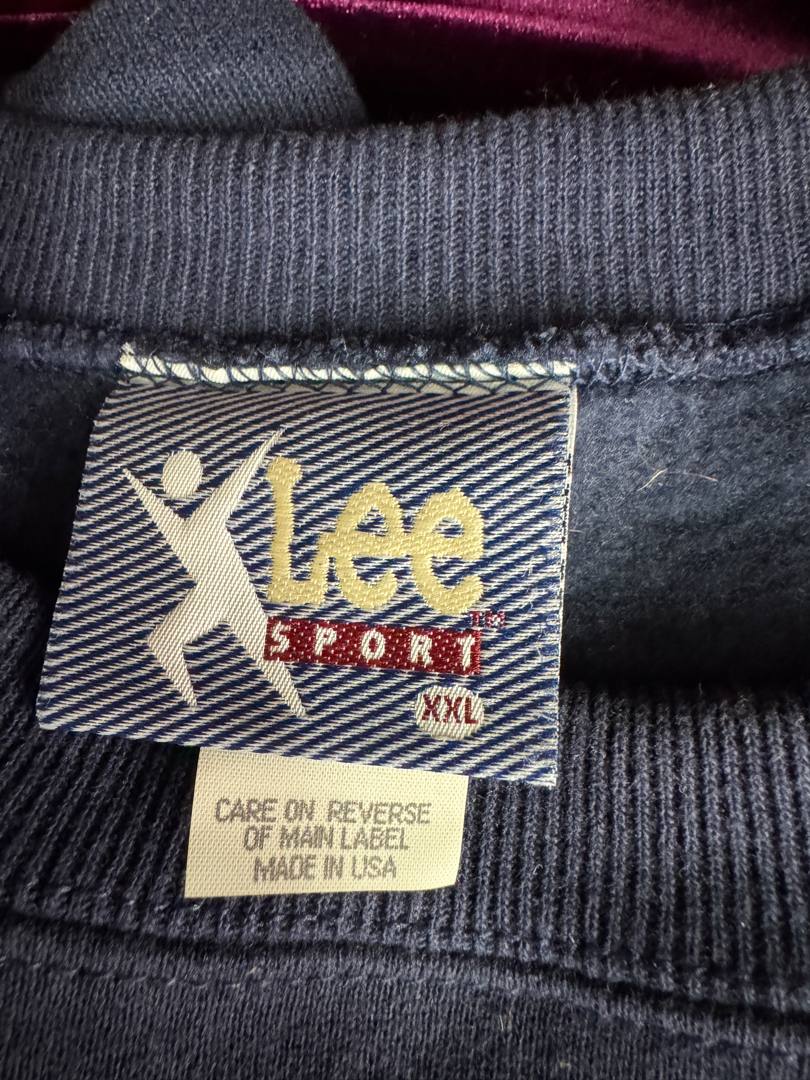 Lee
TM
SPORT
XXL
CARE ON REVERSE
OF MAIN LABEL
MADE IN USA